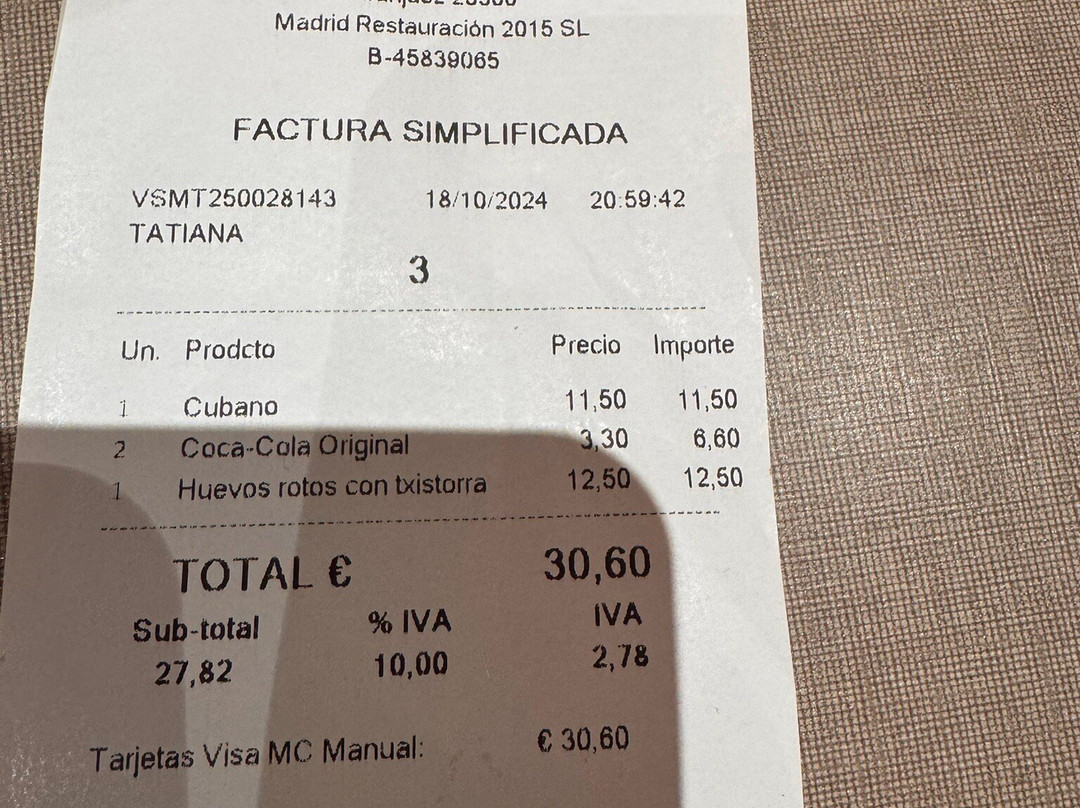 Madrid Restauración 2015 SL
B-45839065
FACTURA SIMPLIFICADA
VSMT250028143 18/10/2024 20:59:42
TATIANA
3
Un. Prodcto Precio Importe
1 Cubano 11,50 11,50
2 Coca-Cola Original 3,30 6,60
1 Huevos rotos con txistorra 12,50 12,50
TOTAL € 30,60
Sub-total % IVA IVA
27,82 10,00 2,78
Tarjetas Visa MC Manual: € 30,60